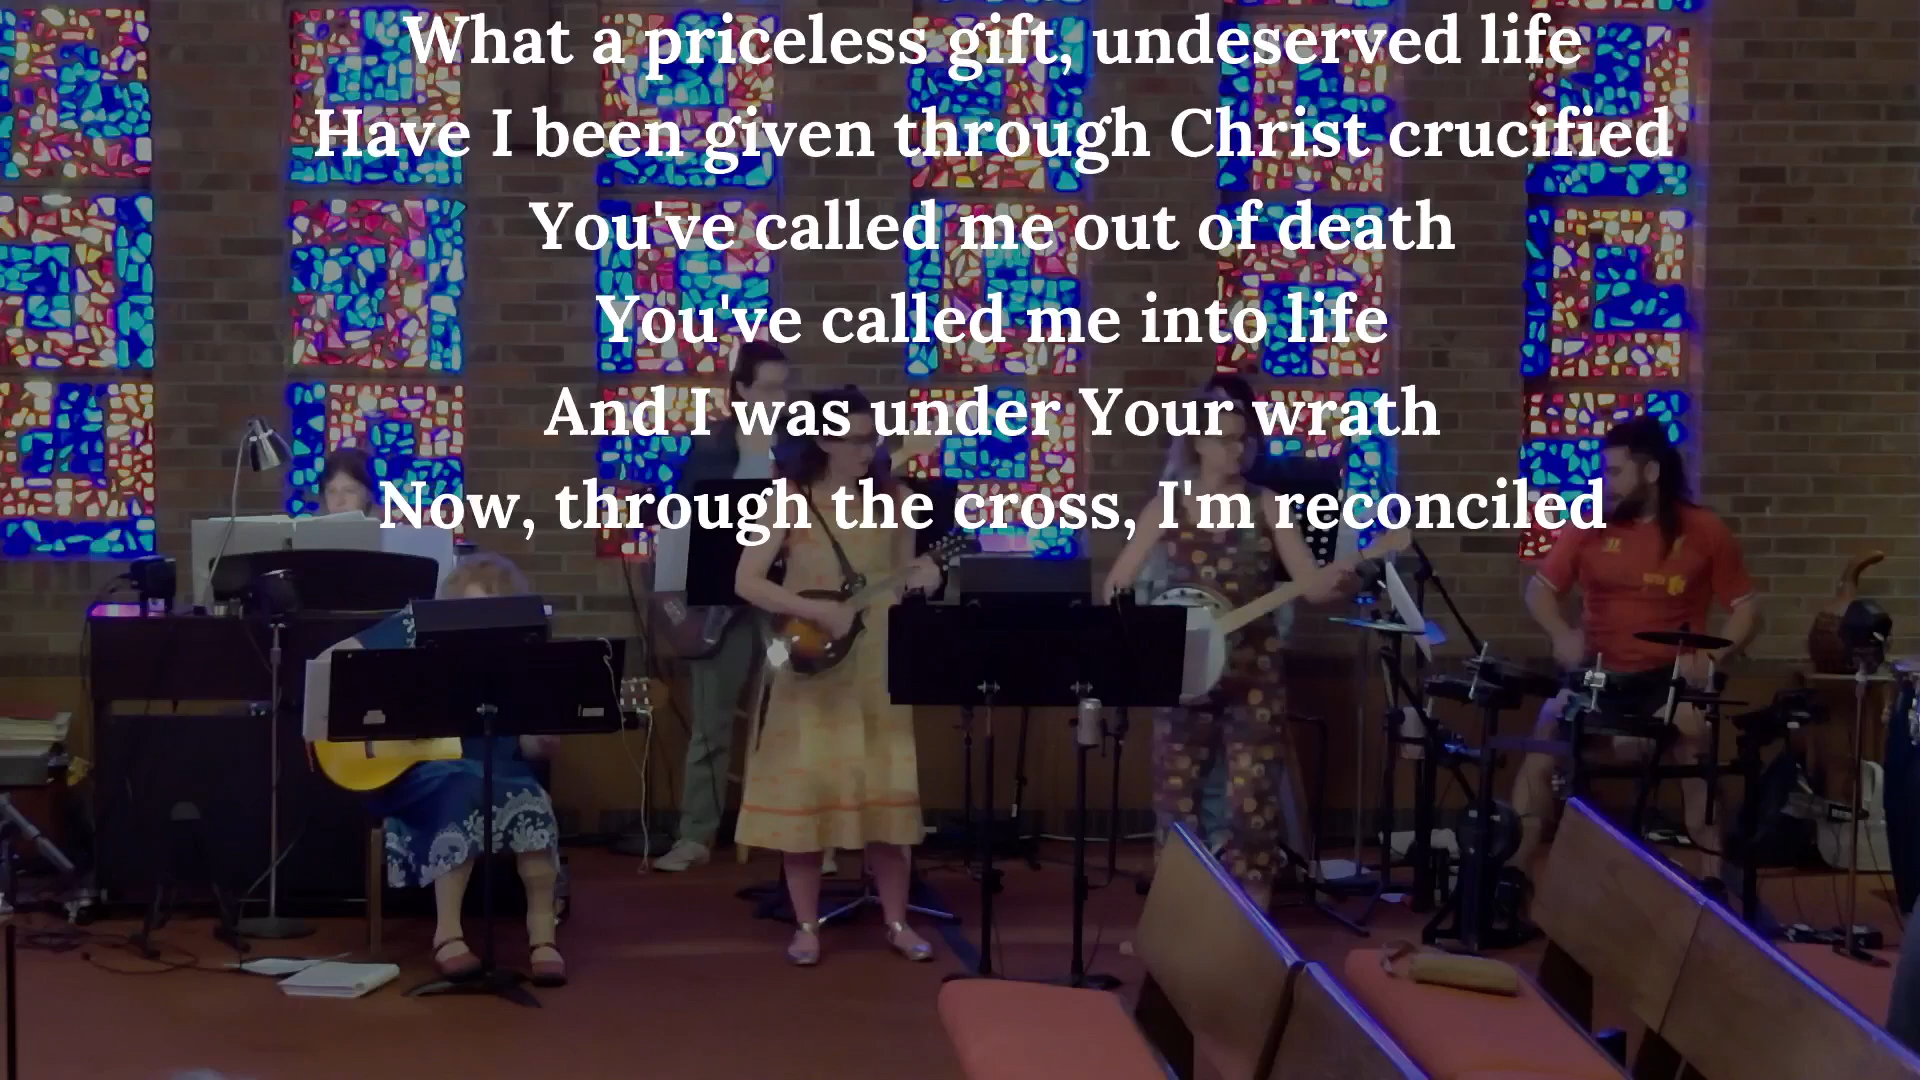 What a priceless gift, undeserved life
Have I been given through Christ crucified
You've called me out of death
You've called me into life
And I was under Your wrath
Now, through the cross, I'm reconciled